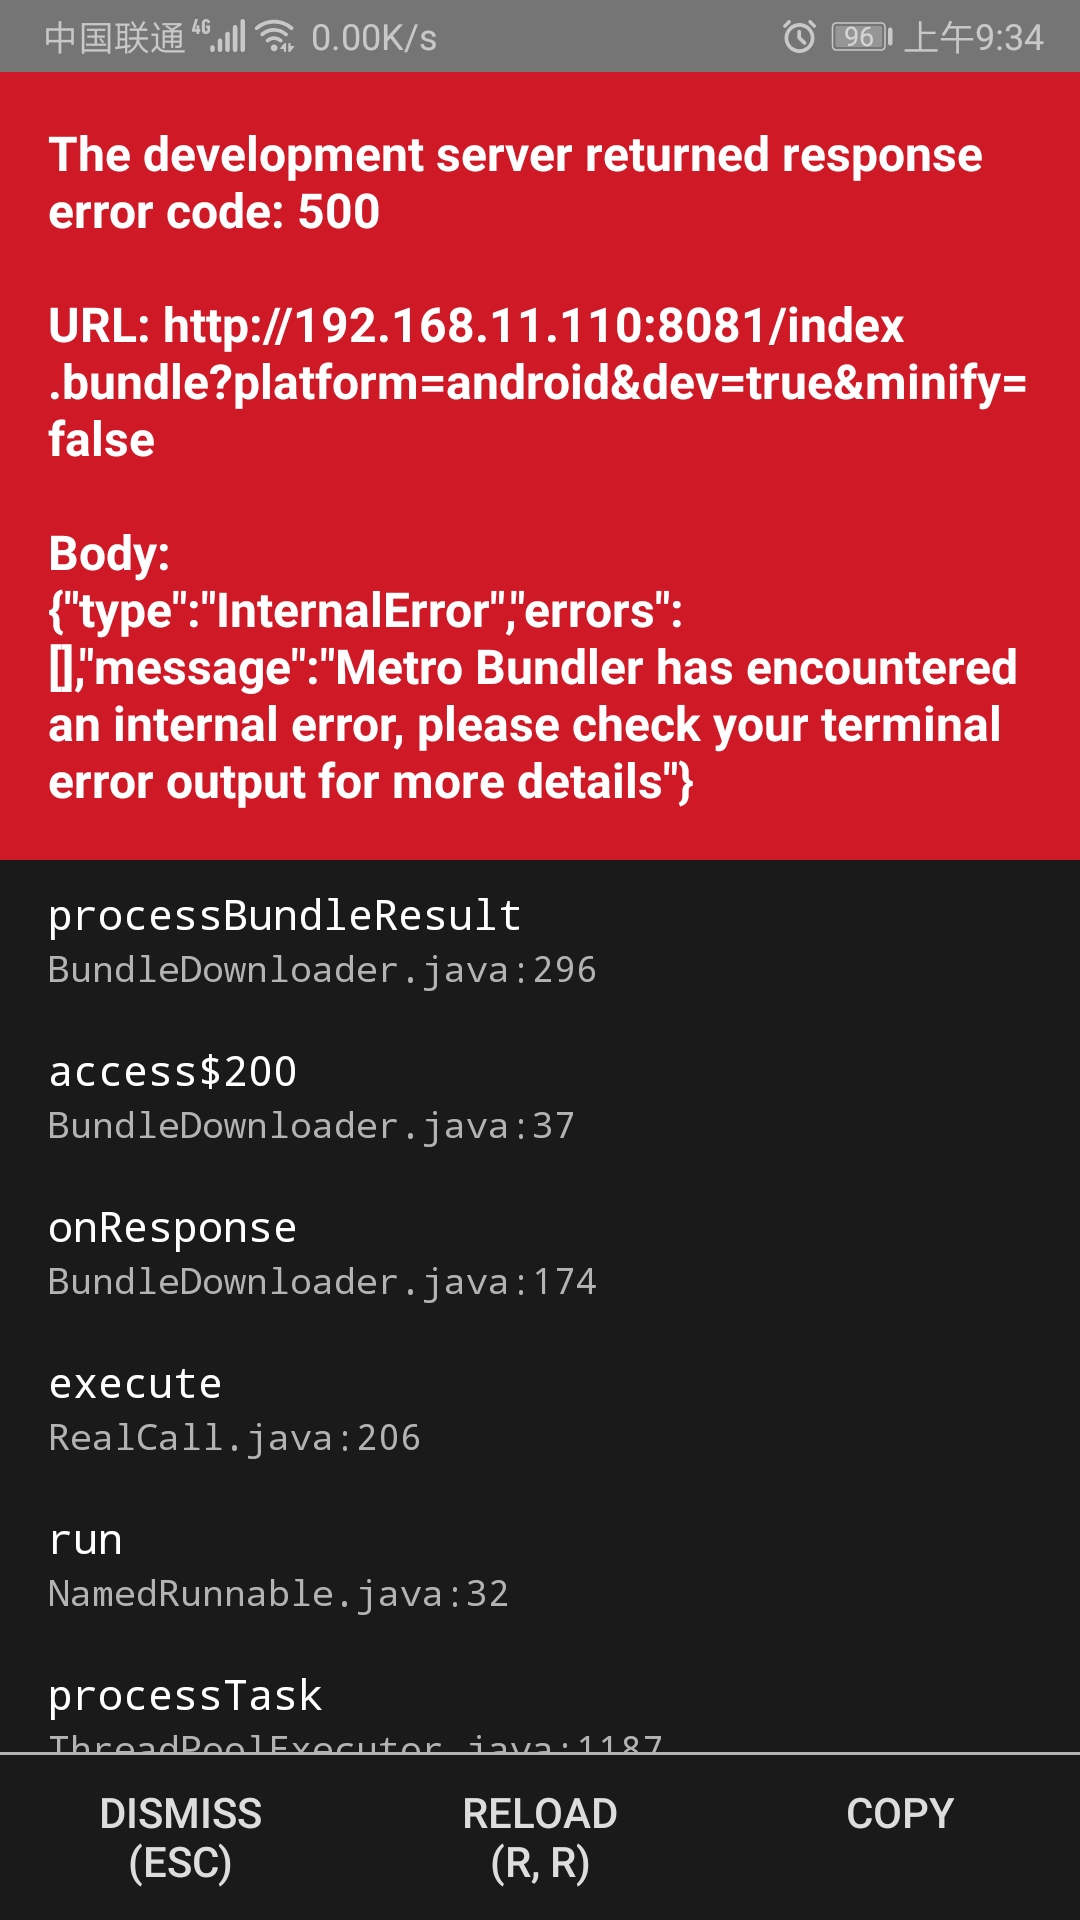 中国联通 4G 0.00K/s 96 上午9:34
The development server returned response
error code: 500
URL: http://192.168.11.110:8081/index
.bundle?platform=android&dev=true&minify=
false
Body:
{"type":"InternalError","errors":
[],"message":"Metro Bundler has encountered
an internal error, please check your terminal
error output for more details"}
processBundleResult
BundleDownloader.java:296
access$200
BundleDownloader.java:37
onResponse
BundleDownloader.java:174
execute
RealCall.java:206
run
NamedRunnable.java:32
processTask
ThreadPoolExecutor.java:1187
DISMISS
(ESC)
RELOAD
(R, R)
COPY